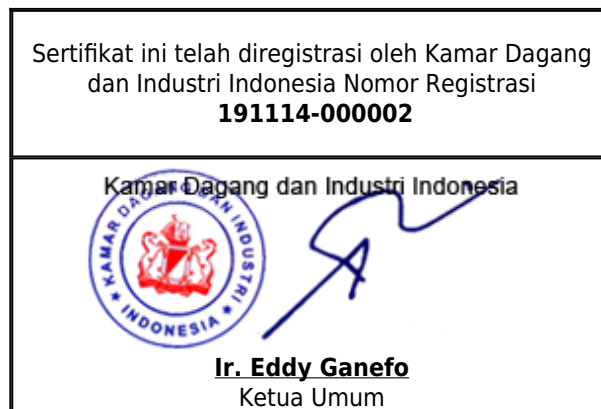 Sertifikat ini telah diregistrasi oleh Kamar Dagang
dan Industri Indonesia Nomor Registrasi
191114-000002
Kamar Dagang dan Industri Indonesia
KAMAR DAGANG DAN INDUSTRI
★ INDONESIA ★
Ir. Eddy Ganefo
Ketua Umum